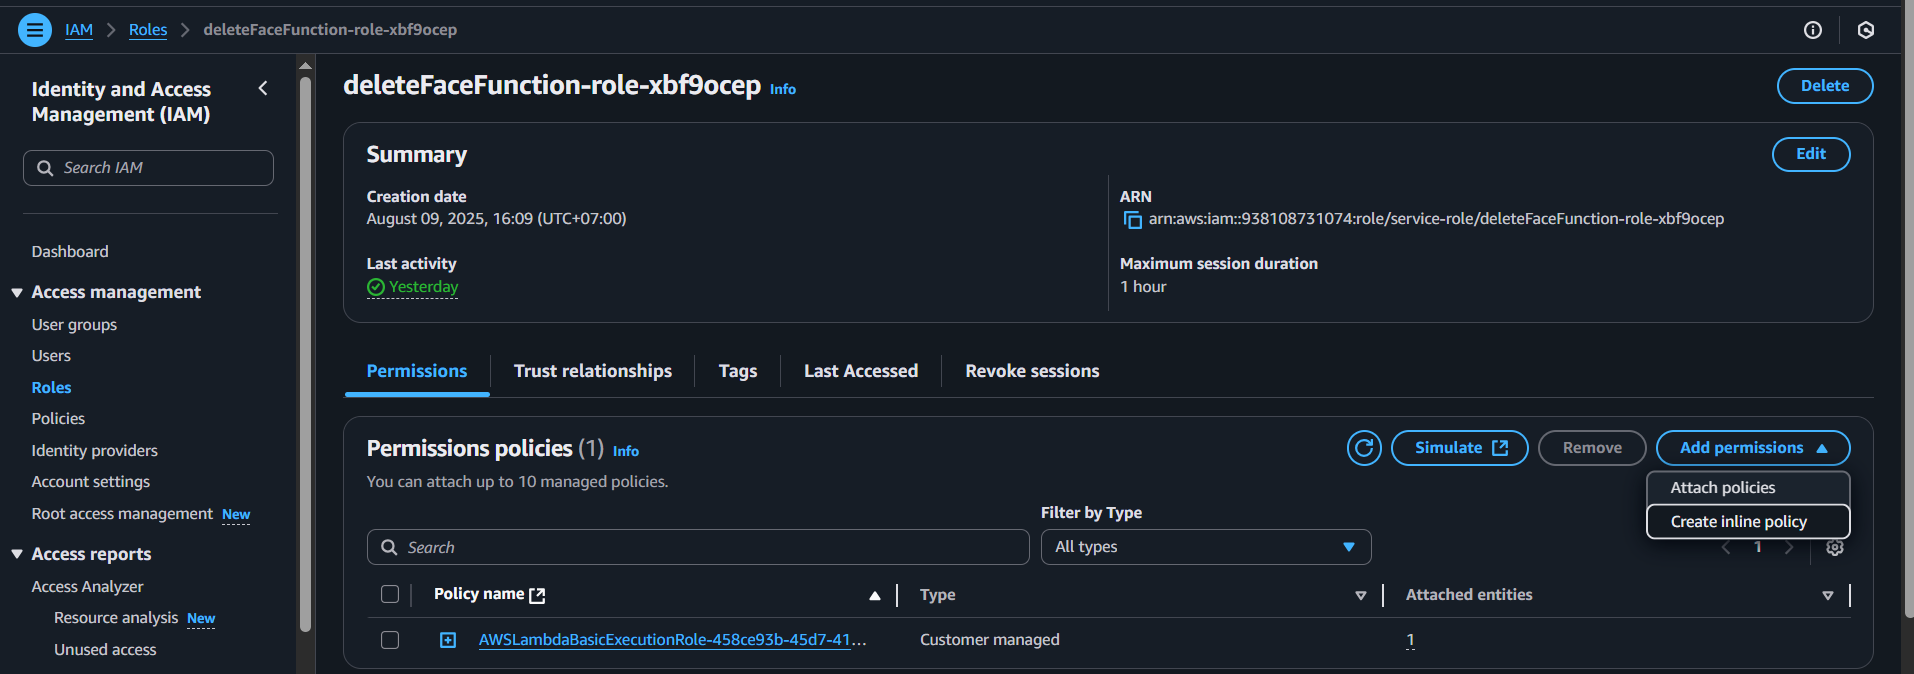 IAM > Roles > deleteFaceFunction-role-xbf9ocep
Identity and Access
Management (IAM)
Search IAM
Dashboard
Access management
User groups
Users
Roles
Policies
Identity providers
Account settings
Root access management New
Access reports
Access Analyzer
Resource analysis New
Unused access
deleteFaceFunction-role-xbf9ocep Info
Delete
Summary
Edit
Creation date
August 09, 2025, 16:09 (UTC+07:00)
ARN
arn:aws:iam::938108731074:role/service-role/deleteFaceFunction-role-xbf9ocep
Last activity
Yesterday
Maximum session duration
1 hour
Permissions Trust relationships Tags Last Accessed Revoke sessions
Permissions policies (1) Info
Simulate Remove Add permissions
You can attach up to 10 managed policies.
Attach policies
Create inline policy
Filter by Type
Search
All types
1
Policy name Type Attached entities
AWSLambdaBasicExecutionRole-458ce93b-45d7-41... Customer managed 1